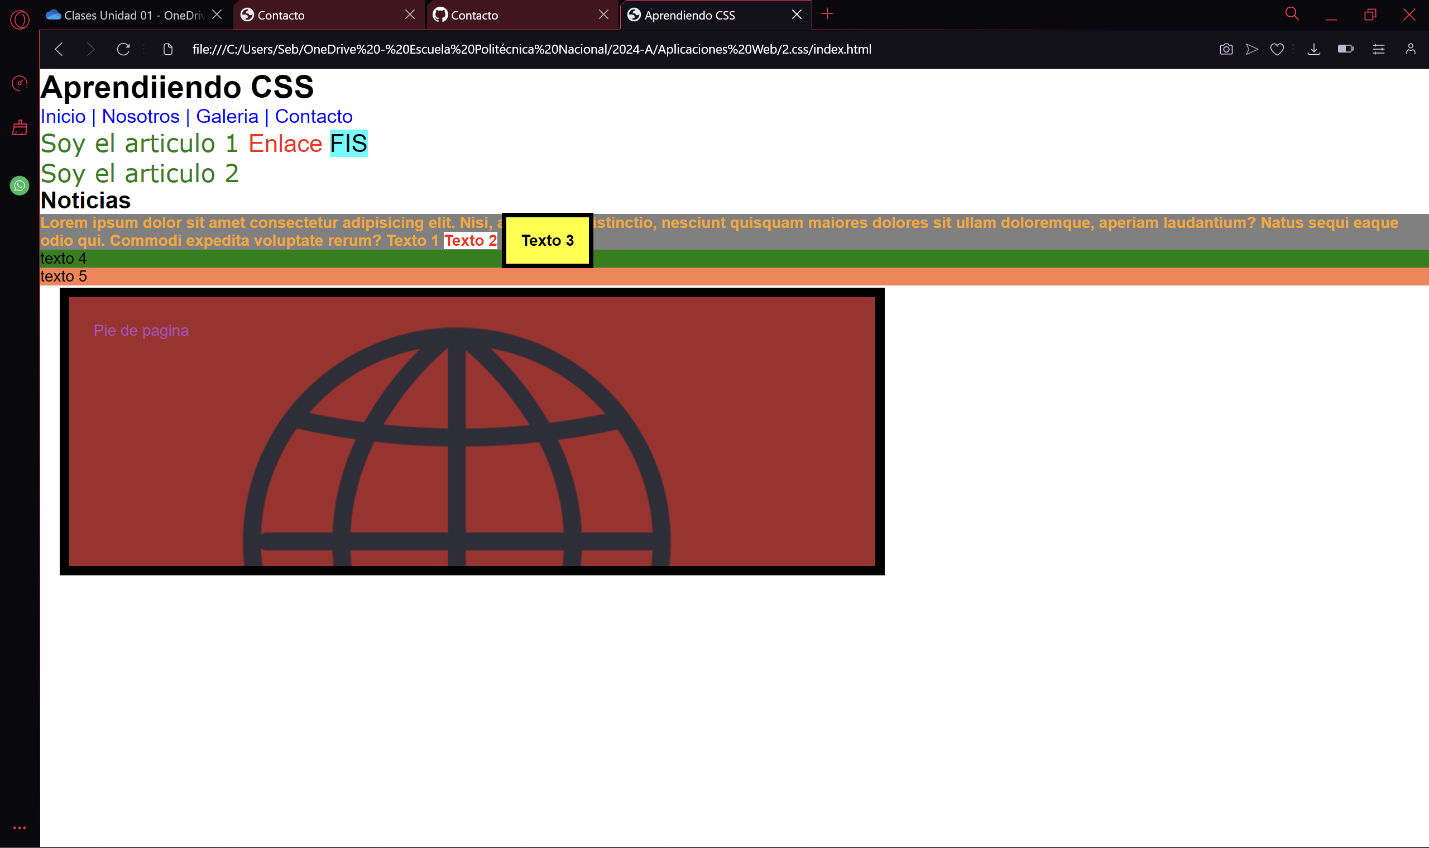 Clases Unidad 01 - OneDri
Contacto
Contacto
Aprendiendo CSS
file:///C:/Users/Seb/OneDrive%20-%20Escuela%20Politécnica%20Nacional/2024-A/Aplicaciones%20Web/2.css/index.html
Aprendiiendo CSS
Inicio | Nosotros | Galeria | Contacto
Soy el articulo 1 Enlace FIS
Soy el articulo 2
Noticias
Lorem ipsum dolor sit amet consectetur adipisicing elit. Nisi, istinctio, nesciunt quisquam maiores dolores sit ullam doloremque, aperiam laudantium? Natus sequi eaque
odio qui. Commodi expedita voluptate rerum? Texto 1 Texto 2 Texto 3
texto 4
texto 5
Pie de pagina